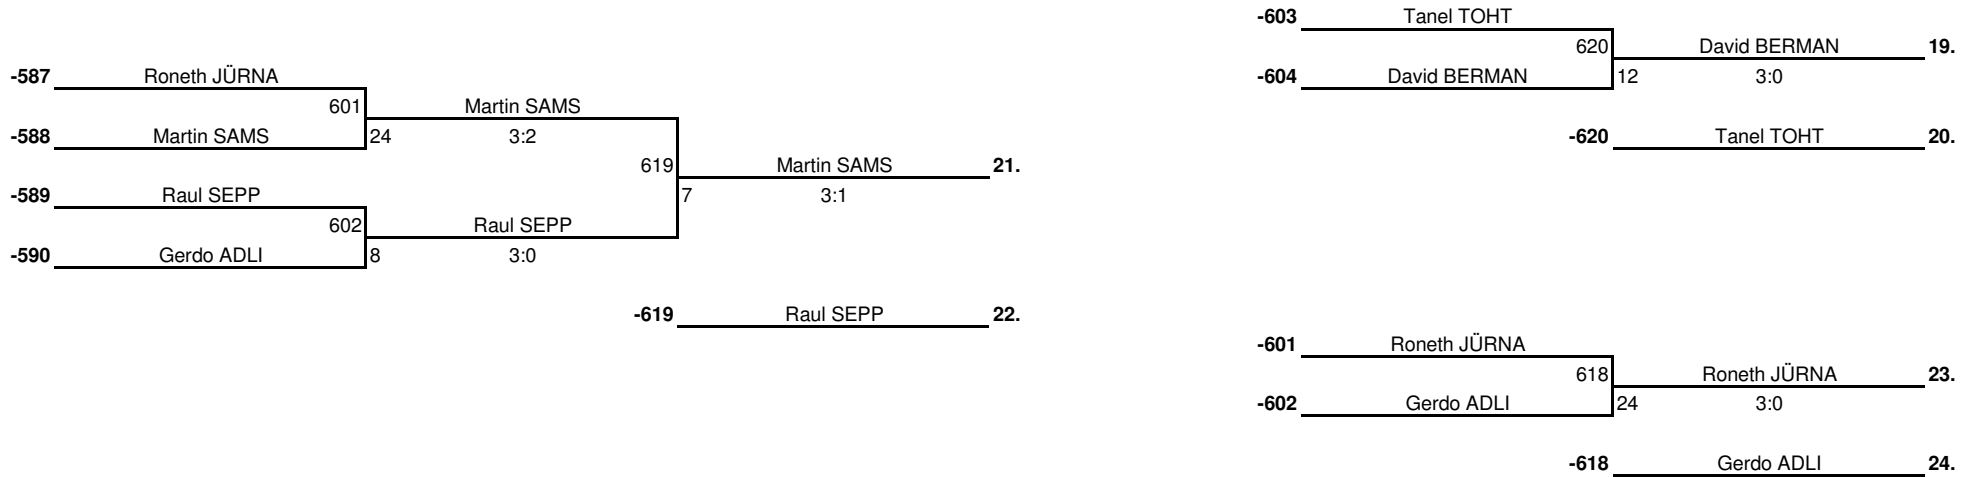 -603 Tanel TOHT
620 David BERMAN 19.
-604 David BERMAN 12 3:0
-620 Tanel TOHT 20.
-587 Roneth JÜRNA
601 Martin SAMS
-588 Martin SAMS 24 3:2
619 Martin SAMS 21.
-589 Raul SEPP 7 3:1
602 Raul SEPP
-590 Gerdo ADLI 8 3:0
-619 Raul SEPP 22.
-601 Roneth JÜRNA
618 Roneth JÜRNA 23.
-602 Gerdo ADLI 24 3:0
-618 Gerdo ADLI 24.